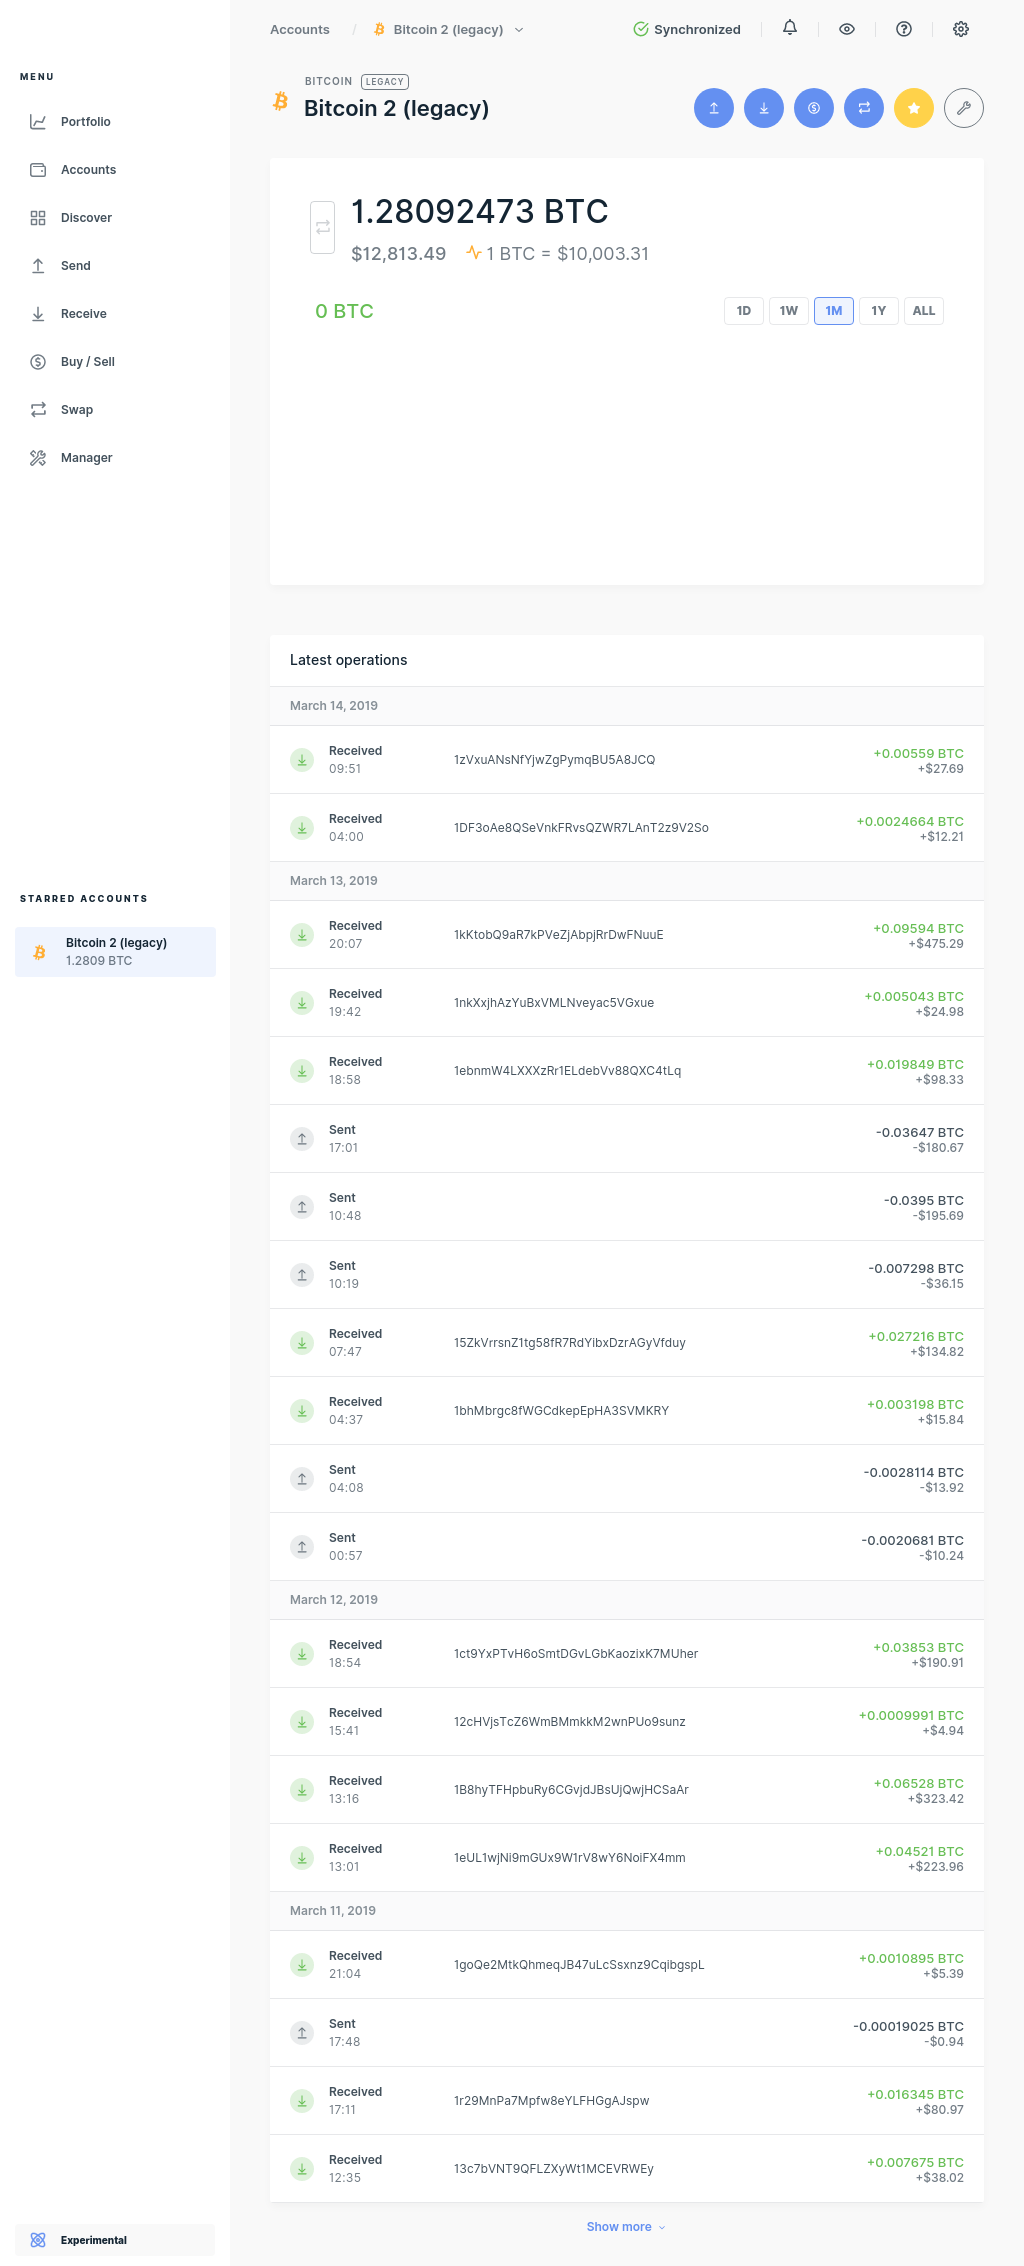 Accounts / Bitcoin 2 (legacy)
Synchronized
MENU
Portfolio
Accounts
Discover
Send
Receive
Buy / Sell
Swap
Manager
STARRED ACCOUNTS
Bitcoin 2 (legacy)
1.2809 BTC
Experimental
BITCOIN LEGACY
Bitcoin 2 (legacy)
1.28092473 BTC
$12,813.49 1 BTC = $10,003.31
0 BTC
1D 1W 1M 1Y ALL
Latest operations
March 14, 2019
Received 1zVxuANsNfYjwZgPymqBU5A8JCQ +0.00559 BTC
09:51 +$27.69
Received 1DF3oAe8QSeVnkFRvsQZWR7LAnT2z9V2So +0.0024664 BTC
04:00 +$12.21
March 13, 2019
Received 1kKtobQ9aR7kPVeZjAbpjRrDwFNuuE +0.09594 BTC
20:07 +$475.29
Received 1nkXxjhAzYuBxVMLNveyac5VGxue +0.005043 BTC
19:42 +$24.98
Received 1ebnmW4LXXXzRr1ELdebVv88QXC4tLq +0.019849 BTC
18:58 +$98.33
Sent -0.03647 BTC
17:01 -$180.67
Sent -0.0395 BTC
10:48 -$195.69
Sent -0.007298 BTC
10:19 -$36.15
Received 15ZkVrrsnZ1tg58fR7RdYibxDzrAGyVfduy +0.027216 BTC
07:47 +$134.82
Received 1bhMbrgc8fWGCdkepEpHA3SVMKRY +0.003198 BTC
04:37 +$15.84
Sent -0.0028114 BTC
04:08 -$13.92
Sent -0.0020681 BTC
00:57 -$10.24
March 12, 2019
Received 1ct9YxPTvH6oSmtDGvLGbKaozixK7MUher +0.03853 BTC
18:54 +$190.91
Received 12cHVjsTcZ6WmBMmkkM2wnPUo9sunz +0.0009991 BTC
15:41 +$4.94
Received 1B8hyTFHpbuRy6CGvjdJBsUjQwjHCSaAr +0.06528 BTC
13:16 +$323.42
Received 1eUL1wjNi9mGUx9W1rV8wY6NoiFX4mm +0.04521 BTC
13:01 +$223.96
March 11, 2019
Received 1goQe2MtkQhmeqJB47uLcSsxnz9CqibgspL +0.0010895 BTC
21:04 +$5.39
Sent -0.00019025 BTC
17:48 -$0.94
Received 1r29MnPa7Mpfw8eYLFHGgAJspw +0.016345 BTC
17:11 +$80.97
Received 13c7bVNT9QFLZXyWt1MCEVRWEy +0.007675 BTC
12:35 +$38.02
Show more